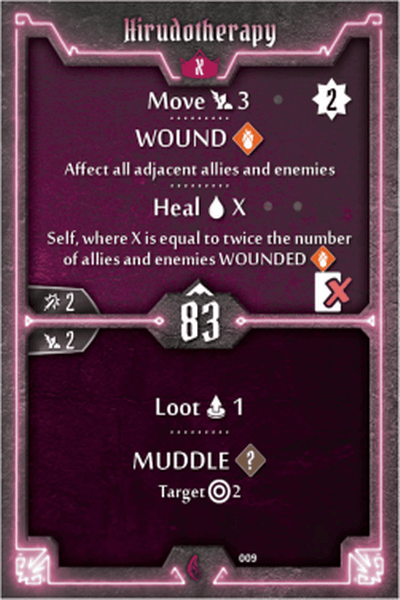 Hirudotherapy
X
Move 3
2
WOUND
Affect all adjacent allies and enemies
Heal X
Self, where X is equal to twice the number
of allies and enemies WOUNDED
2
83
2
Loot 1
MUDDLE ?
Target 2
009